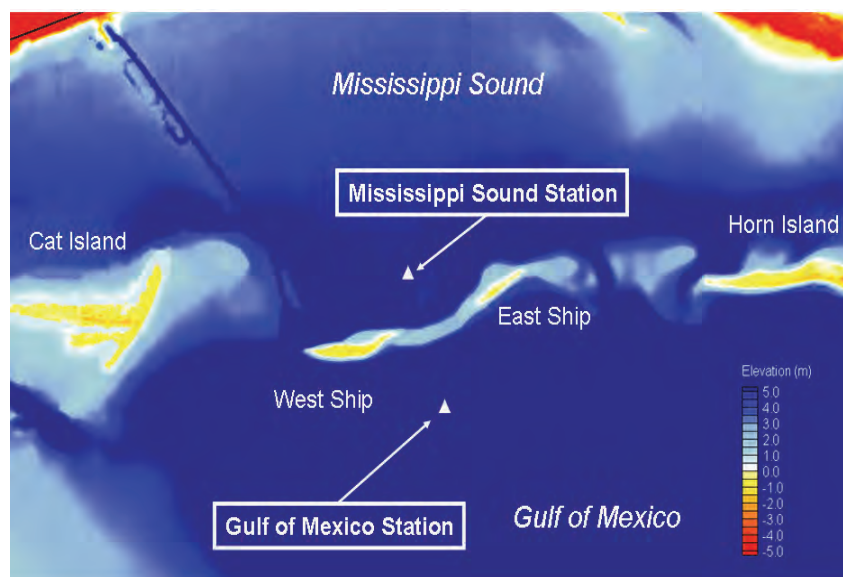 Mississippi Sound
Mississippi Sound Station
Cat Island
Horn Island
East Ship
West Ship
Gulf of Mexico Station
Gulf of Mexico
Elevation (m)
5.0
4.0
3.0
2.0
1.0
0.0
-1.0
-2.0
-3.0
-4.0
-5.0